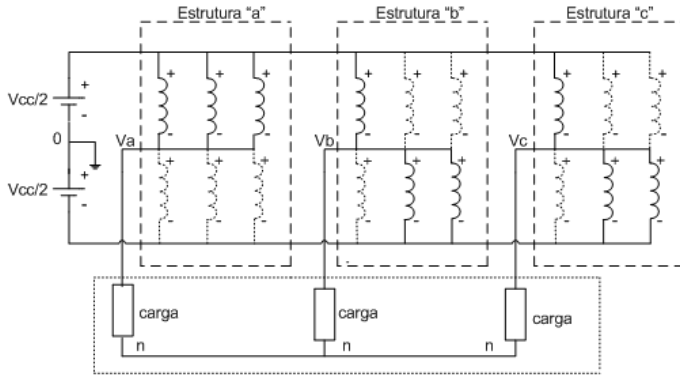 Estrutura “a”
Estrutura “b”
Estrutura “c”
+ + + + + + + + + +
Vcc/2
- - - - - - - - - -
0
Va
Vb
Vc
+ + + + + + + + + +
Vcc/2
- - - - - - - - - -
carga
carga
carga
n
n
n